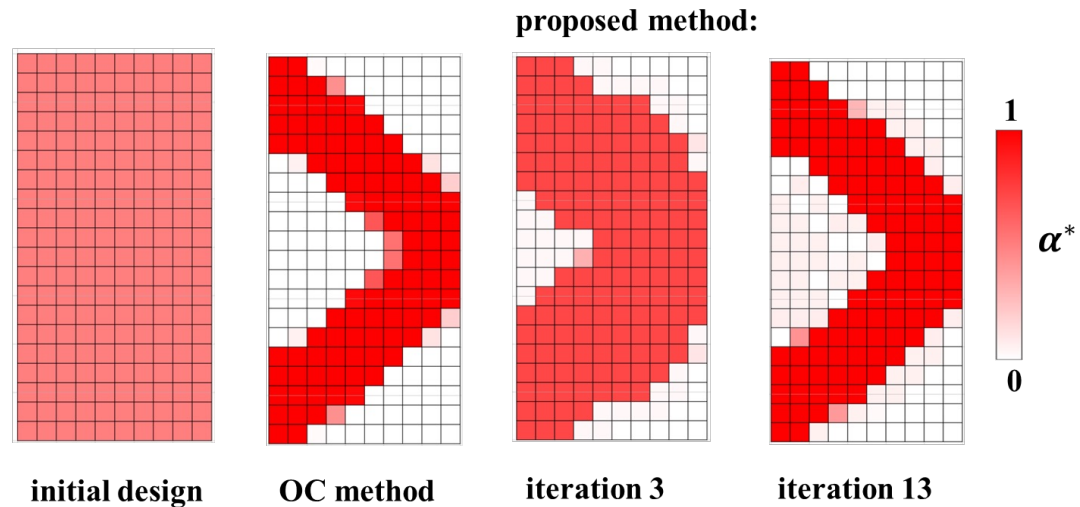 proposed method:
1
α*
0
initial design
OC method
iteration 3
iteration 13